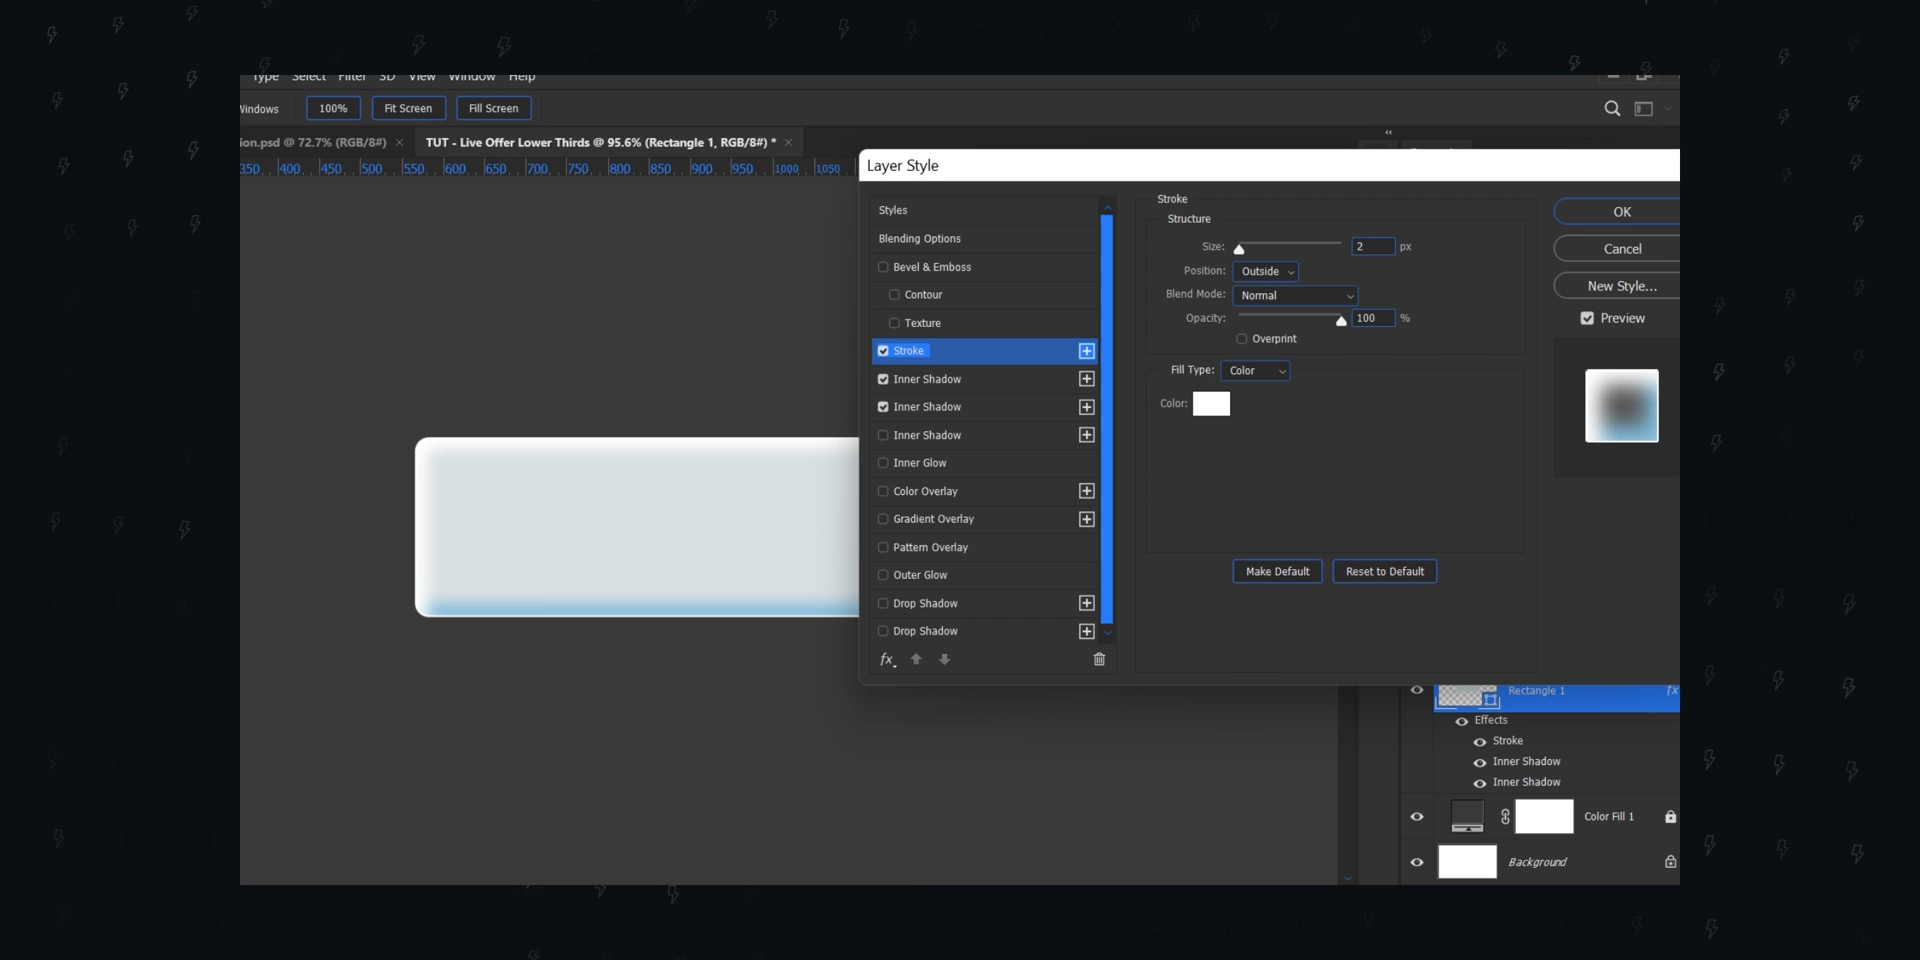 Type Select Filter 3D View Window Help
Windows 100% Fit Screen Fill Screen
ion.psd @ 72.7% (RGB/8#) × TUT - Live Offer Lower Thirds @ 95.6% (Rectangle 1, RGB/8#) * ×
350 400 450 500 550 600 650 700 750 800 850 900 950 1000 1050
Layer Style
Styles
Blending Options
Bevel & Emboss
Contour
Texture
Stroke
Inner Shadow
Inner Shadow
Inner Shadow
Inner Glow
Color Overlay
Gradient Overlay
Pattern Overlay
Outer Glow
Drop Shadow
Drop Shadow
fx
Stroke
Structure
Size: 2 px
Position: Outside
Blend Mode: Normal
Opacity: 100 %
Overprint
Fill Type: Color
Color:
Make Default Reset to Default
OK
Cancel
New Style...
Preview
Rectangle 1 fx
Effects
Stroke
Inner Shadow
Inner Shadow
Color Fill 1
Background